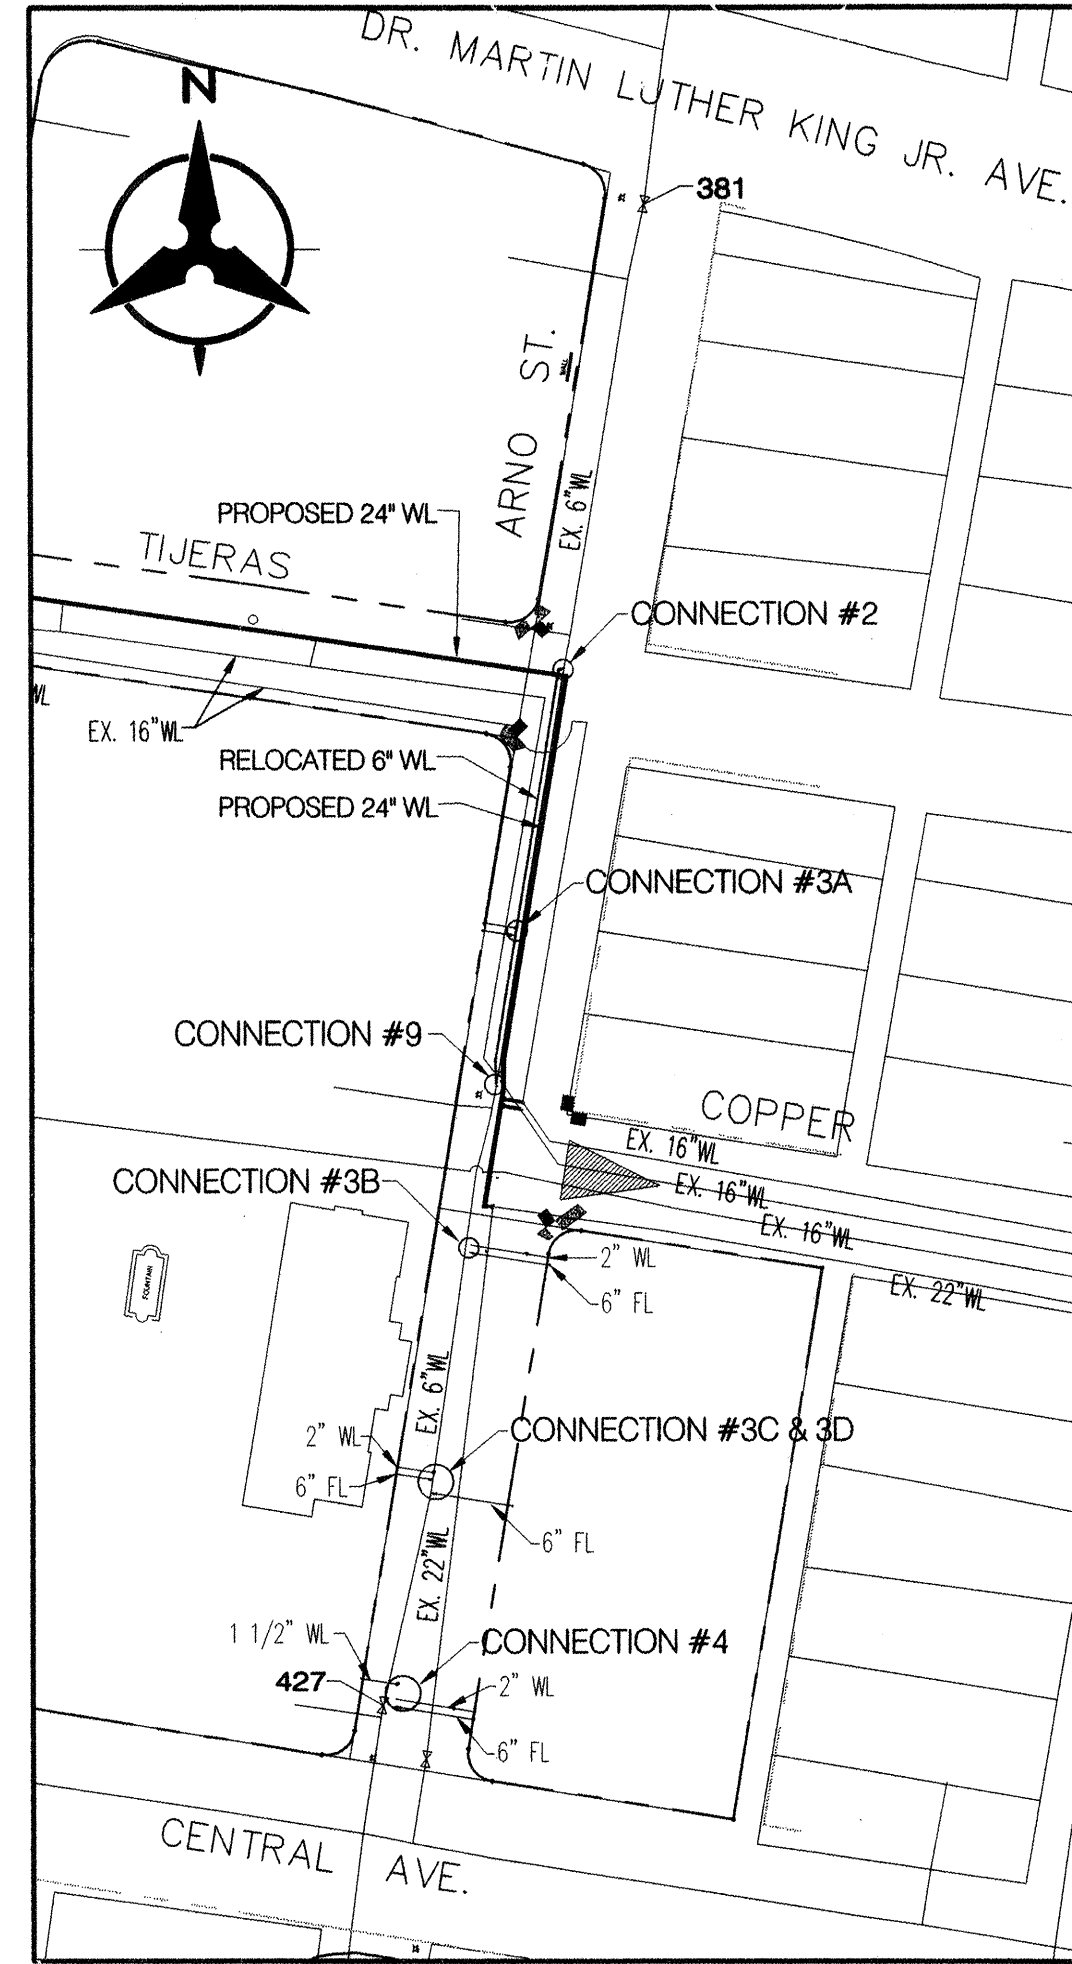 DR. MARTIN LUTHER KING JR. AVE.
N
381
ARNO ST.
WALL
EX. 6"WL
PROPOSED 24" WL
TIJERAS
CONNECTION #2
WL
EX. 16"WL
RELOCATED 6" WL
PROPOSED 24" WL
CONNECTION #3A
CONNECTION #9
COPPER
EX. 16"WL
EX. 16"WL
EX. 16"WL
EX. 22"WL
CONNECTION #3B
2" WL
6" FL
FOUNTAIN
EX. 6"WL
CONNECTION #3C & 3D
2" WL
6" FL
6" FL
EX. 22"WL
1 1/2" WL
CONNECTION #4
427
2" WL
6" FL
CENTRAL AVE.